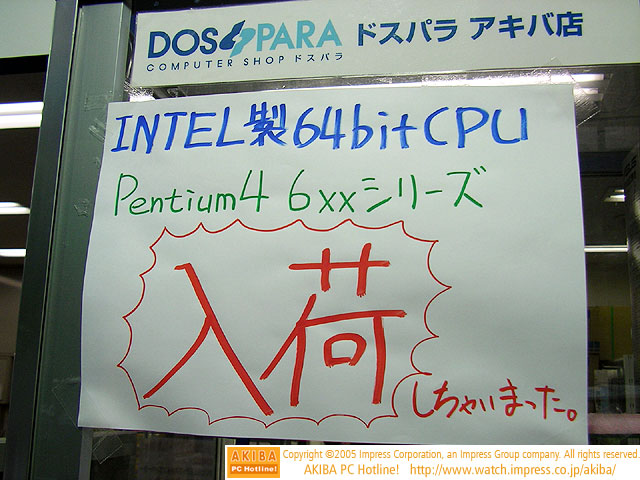 DOS PARA ドスパラ アキバ店
COMPUTER SHOP ドスパラ
INTEL製64bitCPU
Pentium4 6xxシリーズ
入荷
しちゃいまった。
AKIBA
PC Hotline!
Copyright ©2005 Impress Corporation, an Impress Group company. All rights reserved.
AKIBA PC Hotline! http://www.watch.impress.co.jp/akiba/